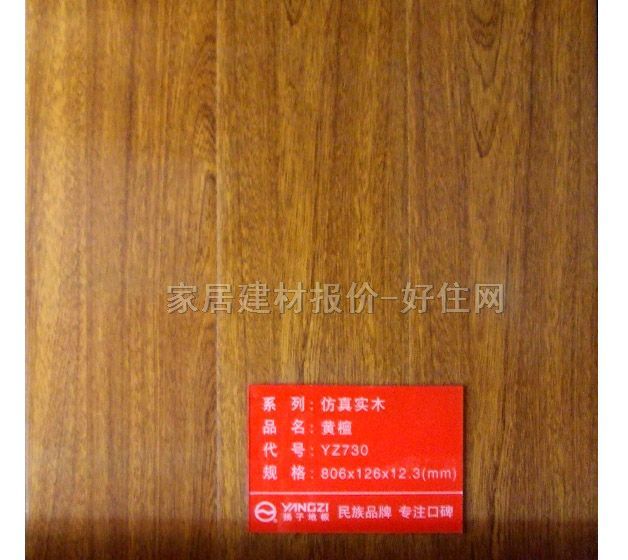 家居建材报价-好住网
系 列: 仿真实木
品 名: 黄檀
代 号: YZ730
规 格: 806x126x12.3(mm)
YANGZI
扬子地板
民族品牌 专注口碑